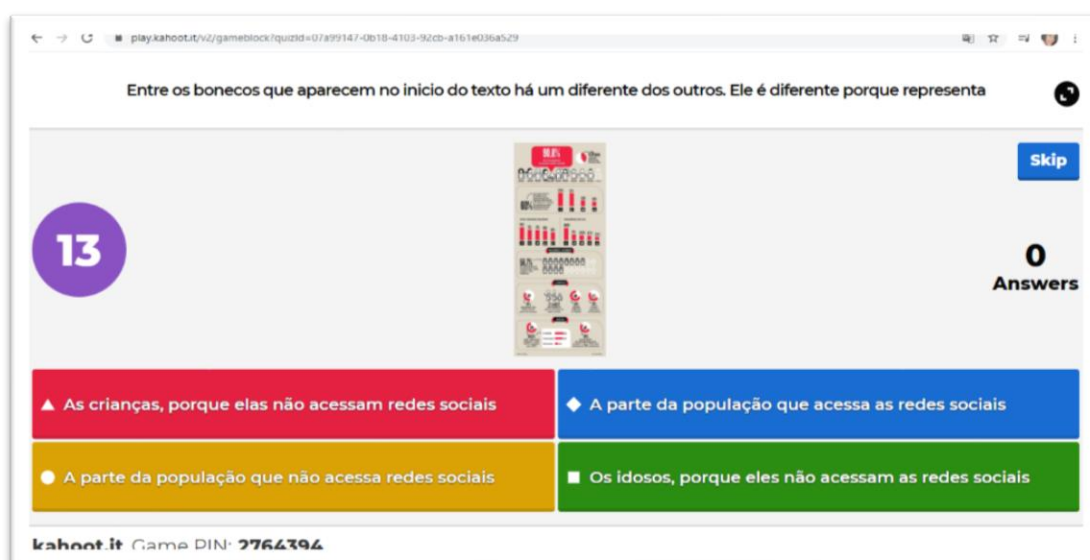 play.kahoot.it/v2/gameblock?quizId=07a99147-0b18-4103-92cb-a161e036a529
Entre os bonecos que aparecem no inicio do texto há um diferente dos outros. Ele é diferente porque representa
Skip
13
0
Answers
As crianças, porque elas não acessam redes sociais
A parte da população que acessa as redes sociais
A parte da população que não acessa redes sociais
Os idosos, porque eles não acessam as redes sociais
kahoot.it Game PIN: 2764394